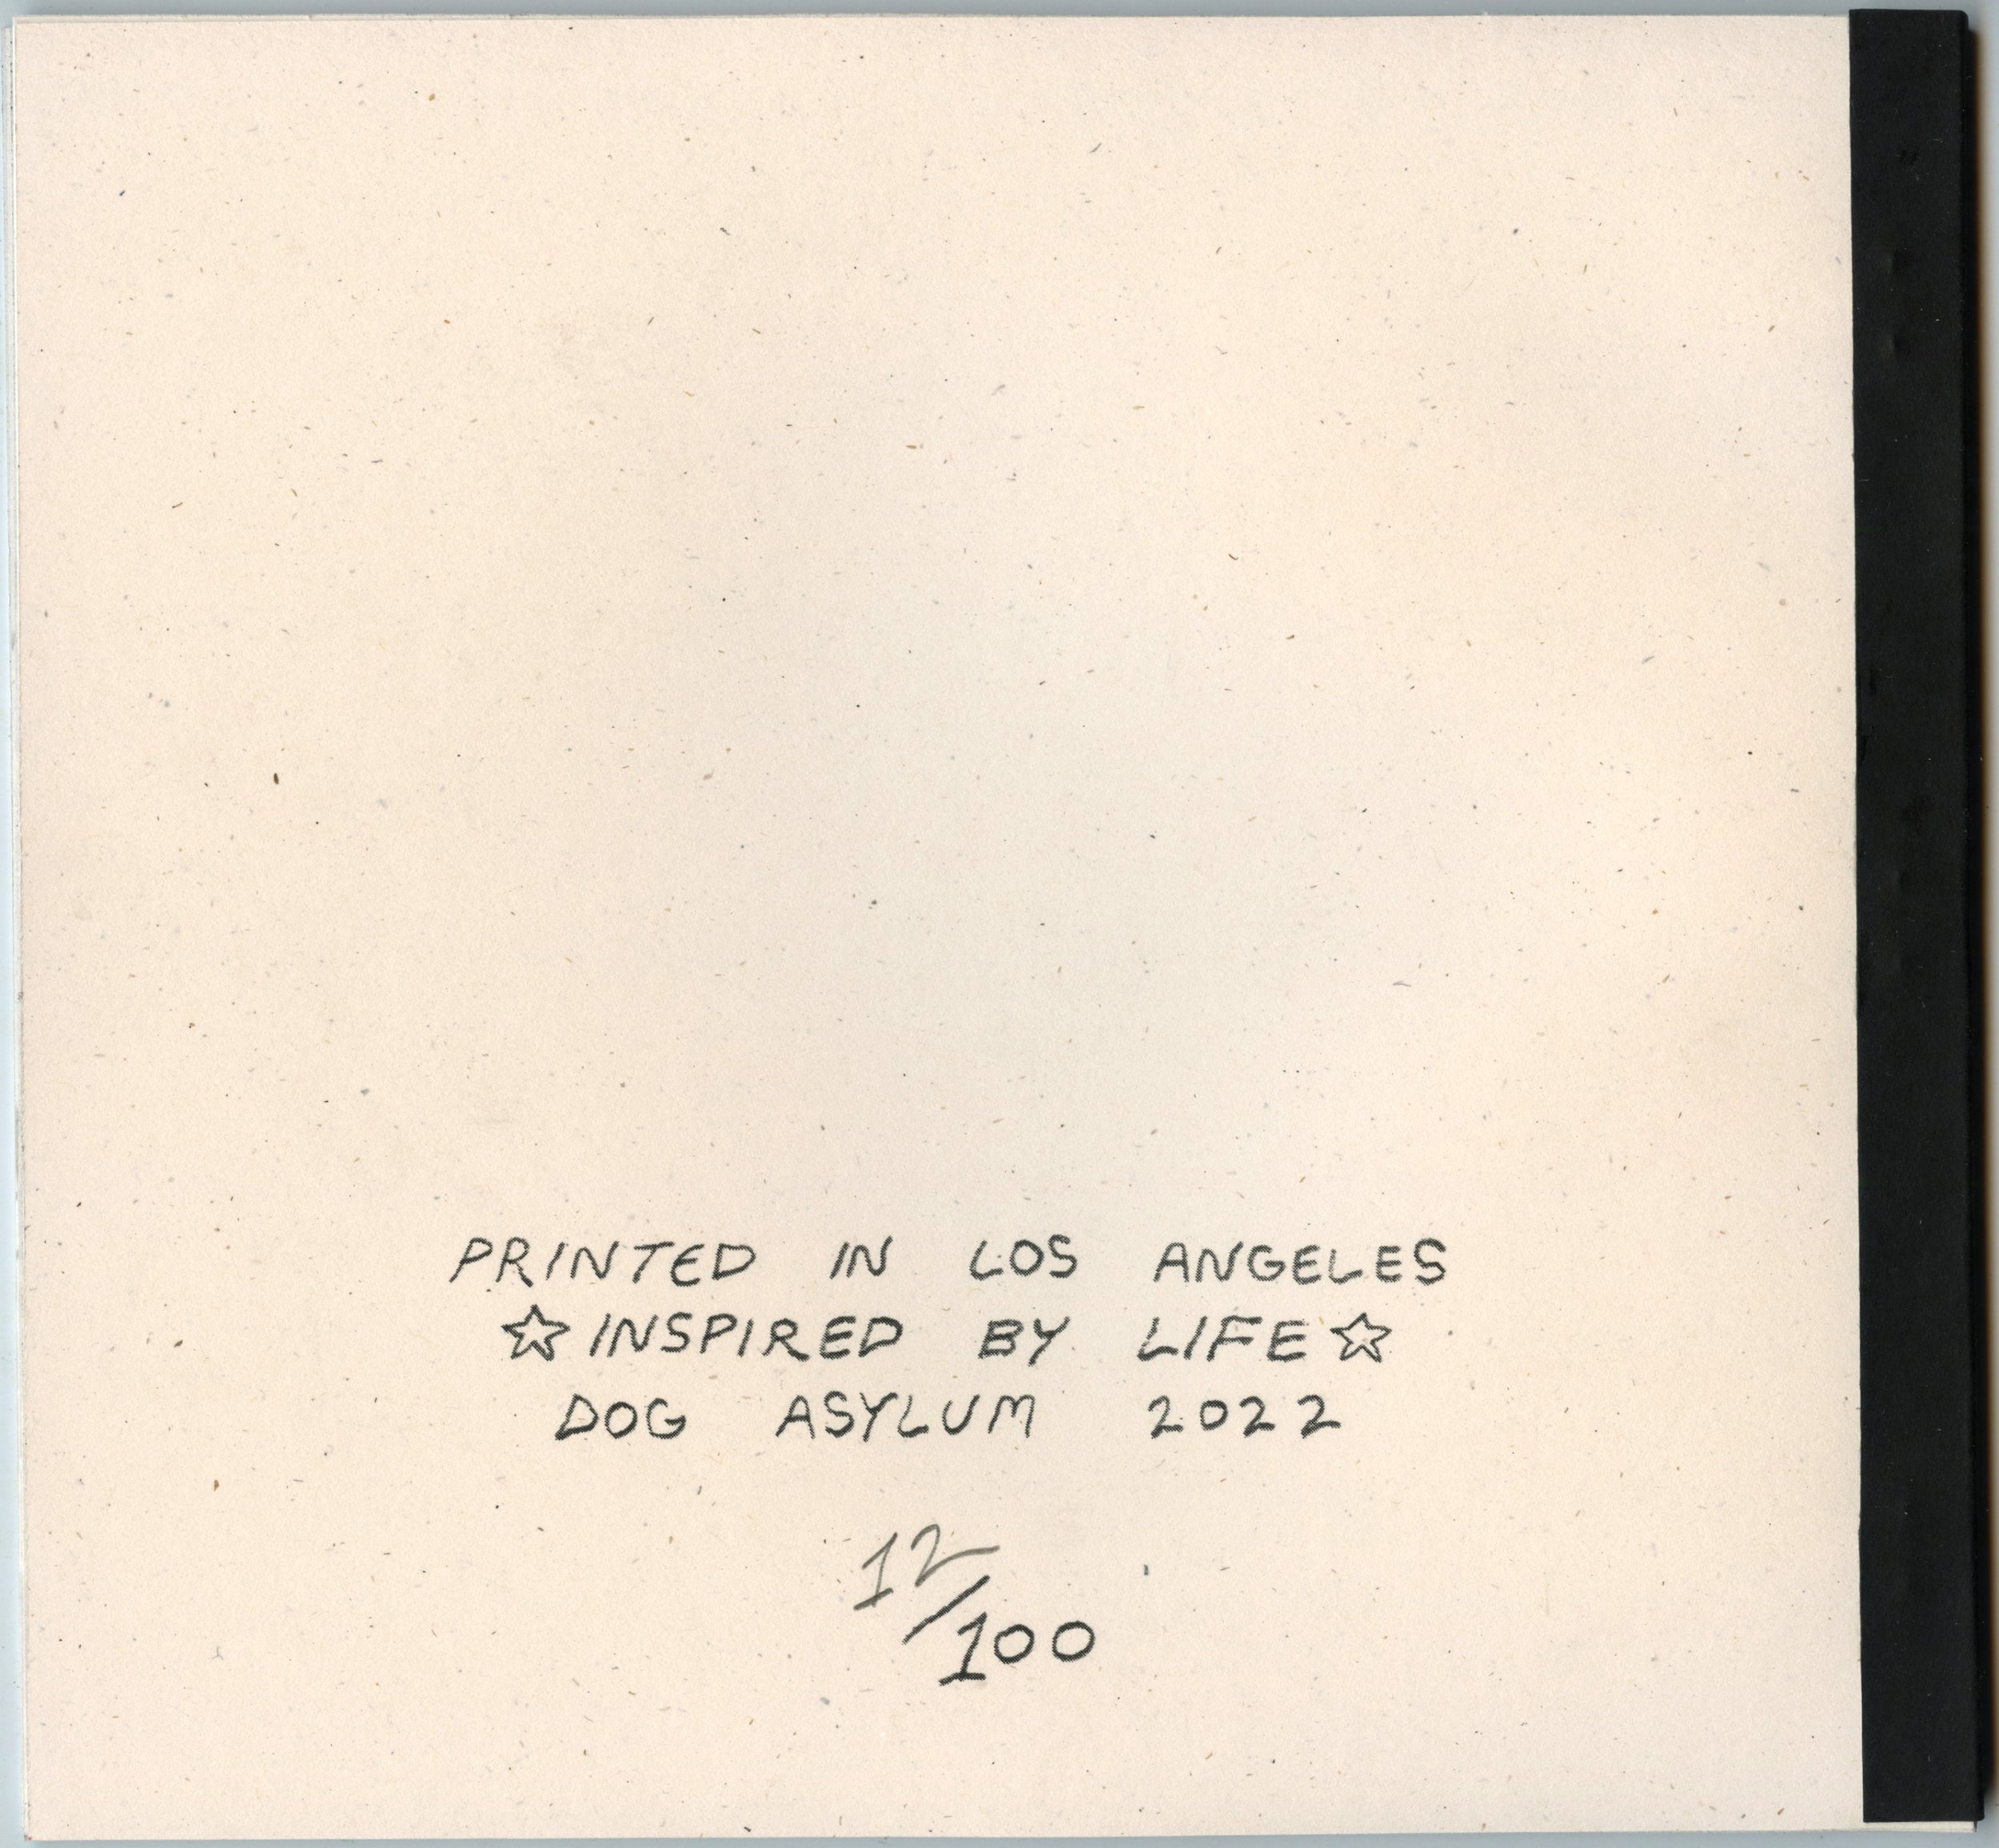 PRINTED IN LOS ANGELES
☆INSPIRED BY LIFE☆
DOG ASYLUM 2022
12/100